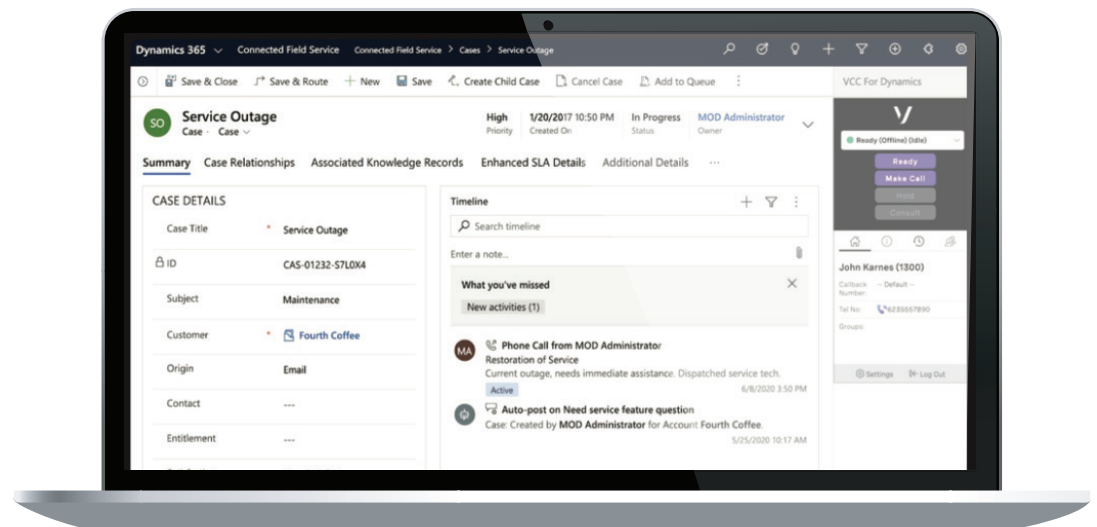 Dynamics 365 Connected Field Service Connected Field Service > Cases > Service Outage
Save & Close Save & Route New Save Create Child Case Cancel Case Add to Queue
VCC For Dynamics
SO
Service Outage
Case · Case
High
Priority
1/20/2017 10:50 PM
Created On
In Progress
Status
MOD Administrator
Owner
Summary Case Relationships Associated Knowledge Records Enhanced SLA Details Additional Details ...
CASE DETAILS
Case Title * Service Outage
ID CAS-01232-S7L0X4
Subject Maintenance
Customer * Fourth Coffee
Origin Email
Contact ---
Entitlement ---
Timeline
Search timeline
Enter a note...
What you've missed
New activities (1)
MA
Phone Call from MOD Administrator
Restoration of Service
Current outage, needs immediate assistance. Dispatched service tech.
Active
6/8/2020 3:50 PM
Auto-post on Need service feature question
Case: Created by MOD Administrator for Account Fourth Coffee.
5/25/2020 10:17 AM
Ready (Offline) (Idle)
Ready
Make Call
Hold
Consult
John Karnes (1300)
Callback -- Default --
Number:
Tel No: 6235557890
Groups:
Settings Log Out